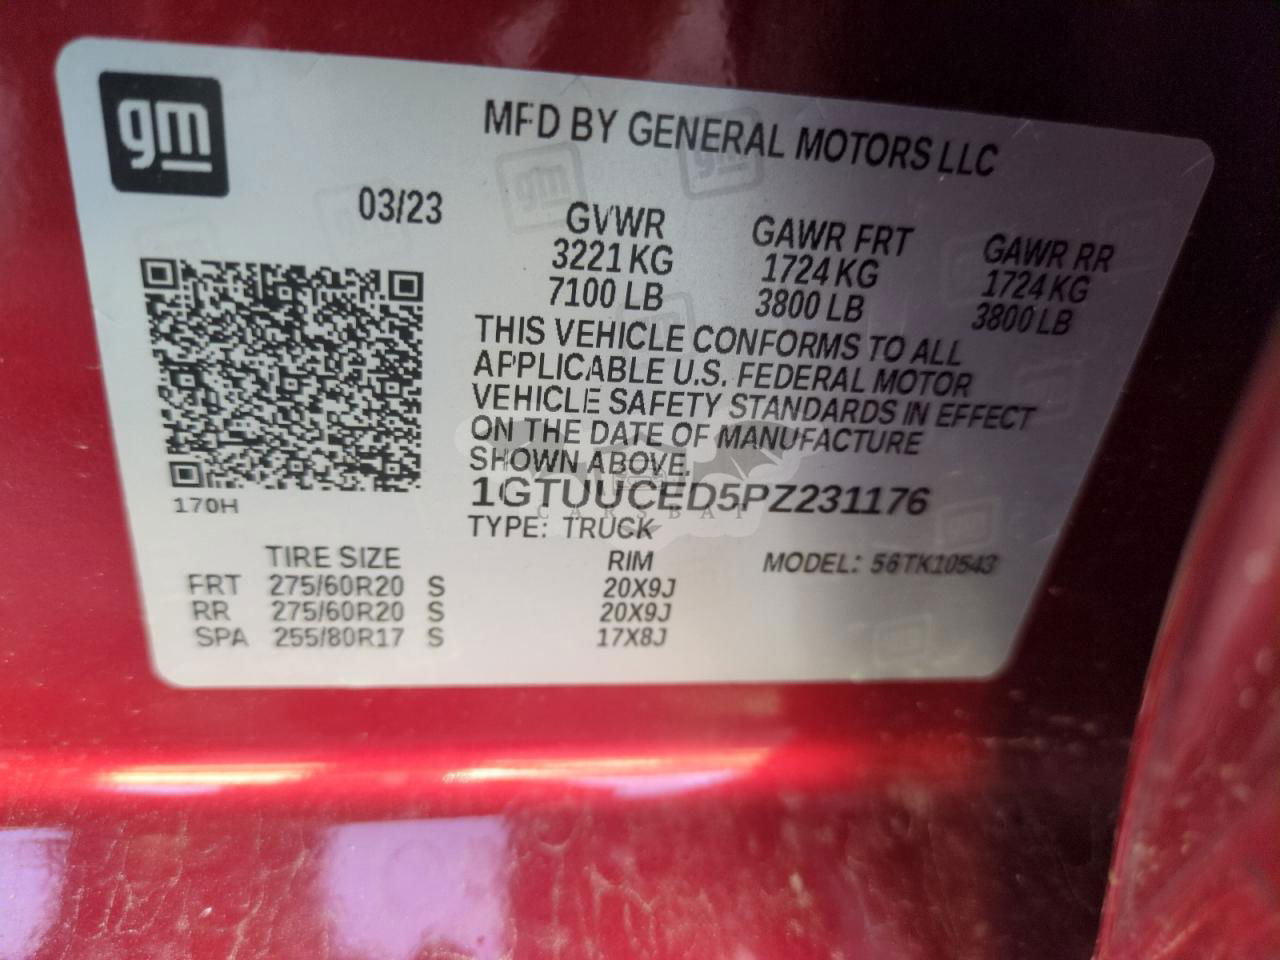 gm
MFD BY GENERAL MOTORS LLC
03/23
GVWR GAWR FRT GAWR RR
3221 KG 1724 KG 1724 KG
7100 LB 3800 LB 3800 LB
THIS VEHICLE CONFORMS TO ALL
APPLICABLE U.S. FEDERAL MOTOR
VEHICLE SAFETY STANDARDS IN EFFECT
ON THE DATE OF MANUFACTURE
SHOWN ABOVE.
170H
1GTUUCED5PZ231176
CARSBAT
TYPE: TRUCK
TIRE SIZE RIM MODEL: 56TK10543
FRT 275/60R20 S 20X9J
RR 275/60R20 S 20X9J
SPA 255/80R17 S 17X8J